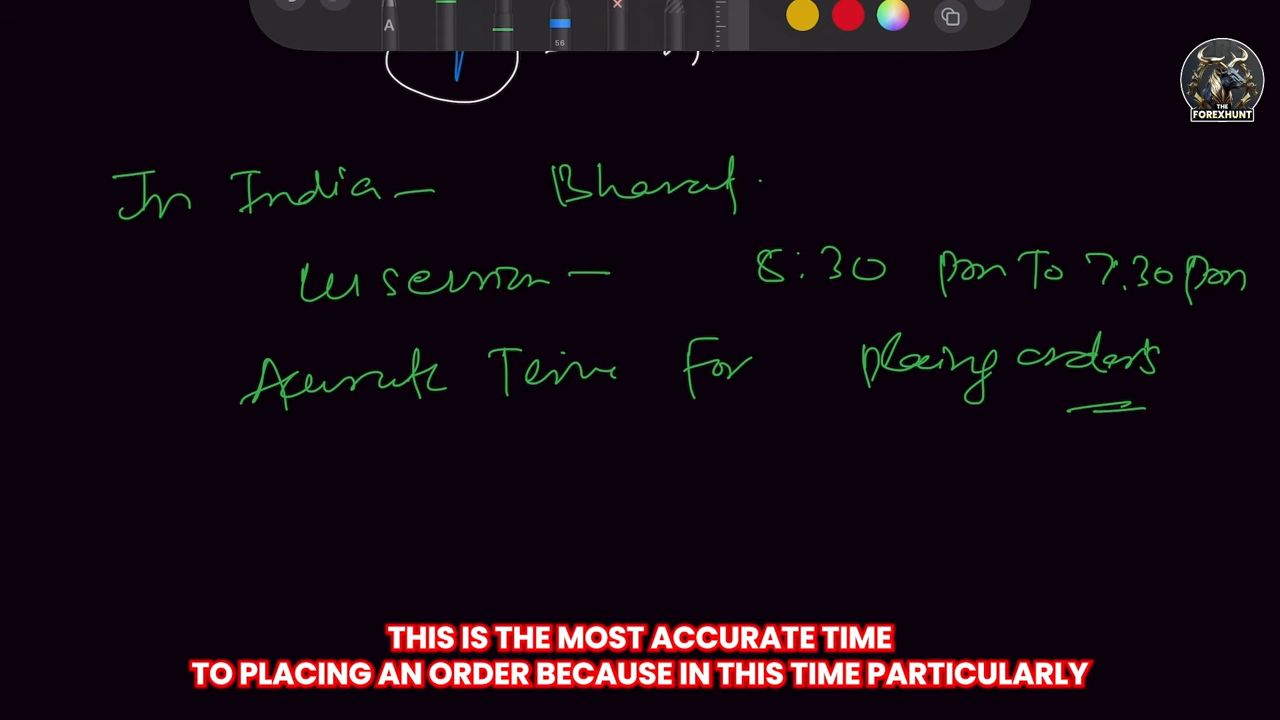 A
56
THE
FOREXHUNT
In India - Bharat.
session - 8:30 pm To 7.30 pm
Accurate Time For placing orders
THIS IS THE MOST ACCURATE TIME
TO PLACING AN ORDER BECAUSE IN THIS TIME PARTICULARLY